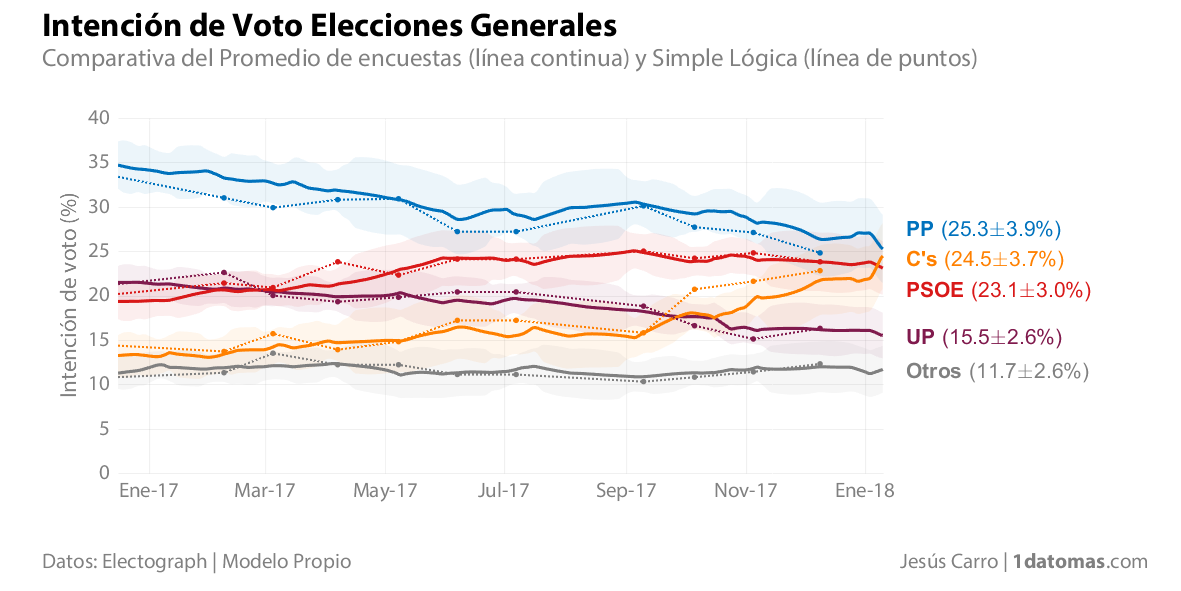 Intención de Voto Elecciones Generales
Comparativa del Promedio de encuestas (línea continua) y Simple Lógica (línea de puntos)
Intención de voto (%)
40
35
30
25
20
15
10
5
0
Ene-17 Mar-17 May-17 Jul-17 Sep-17 Nov-17 Ene-18
PP (25.3±3.9%)
C's (24.5±3.7%)
PSOE (23.1±3.0%)
UP (15.5±2.6%)
Otros (11.7±2.6%)
Datos: Electograph | Modelo Propio
Jesús Carro | 1datomas.com